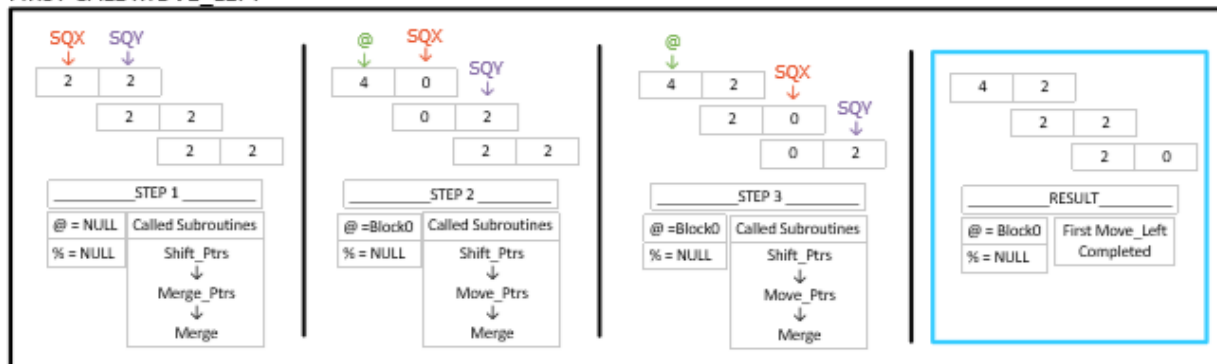 SQX SQY
2 2
2 2
2 2
STEP 1
@ = NULL Called Subroutines
% = NULL Shift_Ptrs
↓
Merge_Ptrs
↓
Merge
@ SQX
SQY
4 0
0 2
2 2
STEP 2
@ =Block0 Called Subroutines
% = NULL Shift_Ptrs
↓
Move_Ptrs
↓
Merge
@
SQX
SQY
4 2
2 0
0 2
STEP 3
@ =Block0 Called Subroutines
% = NULL Shift_Ptrs
↓
Move_Ptrs
↓
Merge
4 2
2 2
2 0
RESULT
@ = Block0 First Move_Left
% = NULL Completed